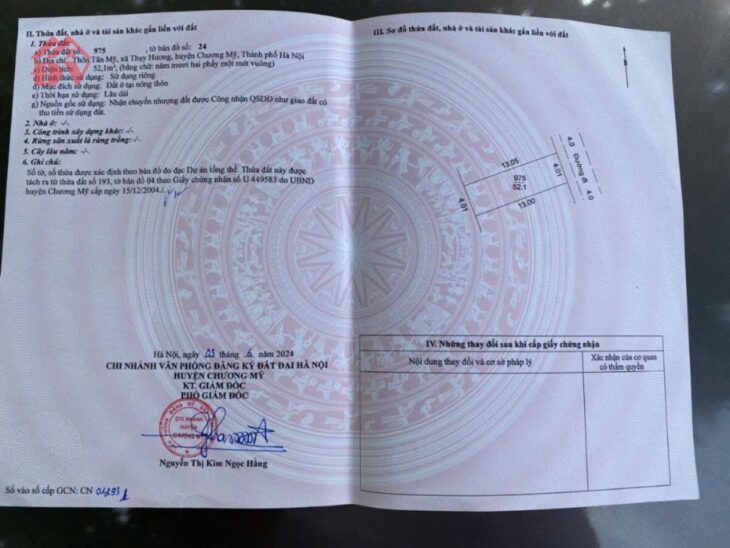 II. Thửa đất, nhà ở và tài sản khác gắn liền với đất
1. Thửa đất:
a) Thửa đất số: 975 , tờ bản đồ số: 24
b) Địa chỉ: Thôn Tân Mỹ, xã Thụy Hương, huyện Chương Mỹ, Thành phố Hà Nội
c) Diện tích: 52,1m², (bằng chữ: năm mươi hai phẩy một mét vuông)
d) Hình thức sử dụng: Sử dụng riêng
đ) Mục đích sử dụng: Đất ở tại nông thôn
e) Thời hạn sử dụng: Lâu dài
g) Nguồn gốc sử dụng: Nhận chuyển nhượng đất được Công nhận QSDĐ như giao đất có
thu tiền sử dụng đất.
2. Nhà ở: -/-
3. Công trình xây dựng khác: -/-
4. Rừng sản xuất là rừng trồng: -/-
5. Cây lâu năm: -/-
6. Ghi chú:
Số tờ, số thửa được xác định theo bản đồ đo đạc Dự án tổng thể. Thửa đất này được
tách ra từ thửa đất số 193, tờ bản đồ 04 theo Giấy chứng nhận số U 449583 do UBND
huyện Chương Mỹ cấp ngày 15/12/2004./.
Hà Nội, ngày 03 tháng 6 năm 2024
CHI NHÁNH VĂN PHÒNG ĐĂNG KÝ ĐẤT ĐAI HÀ NỘI
HUYỆN CHƯƠNG MỸ
KT. GIÁM ĐỐC
PHÓ GIÁM ĐỐC
CHI NHÁNH
HUYỆN
CHƯƠNG MỸ
Nguyễn Thị Kim Ngọc Hằng
Số vào sổ cấp GCN: CN
III. Sơ đồ thửa đất, nhà ở và tài sản khác gắn liền với đất
13.05
4.0
Đường đi
4.0
975
52.1
4.01
4.01
13.00
IV. Những thay đổi sau khi cấp giấy chứng nhận
Nội dung thay đổi và cơ sở pháp lý
Xác nhận của cơ quan
có thẩm quyền